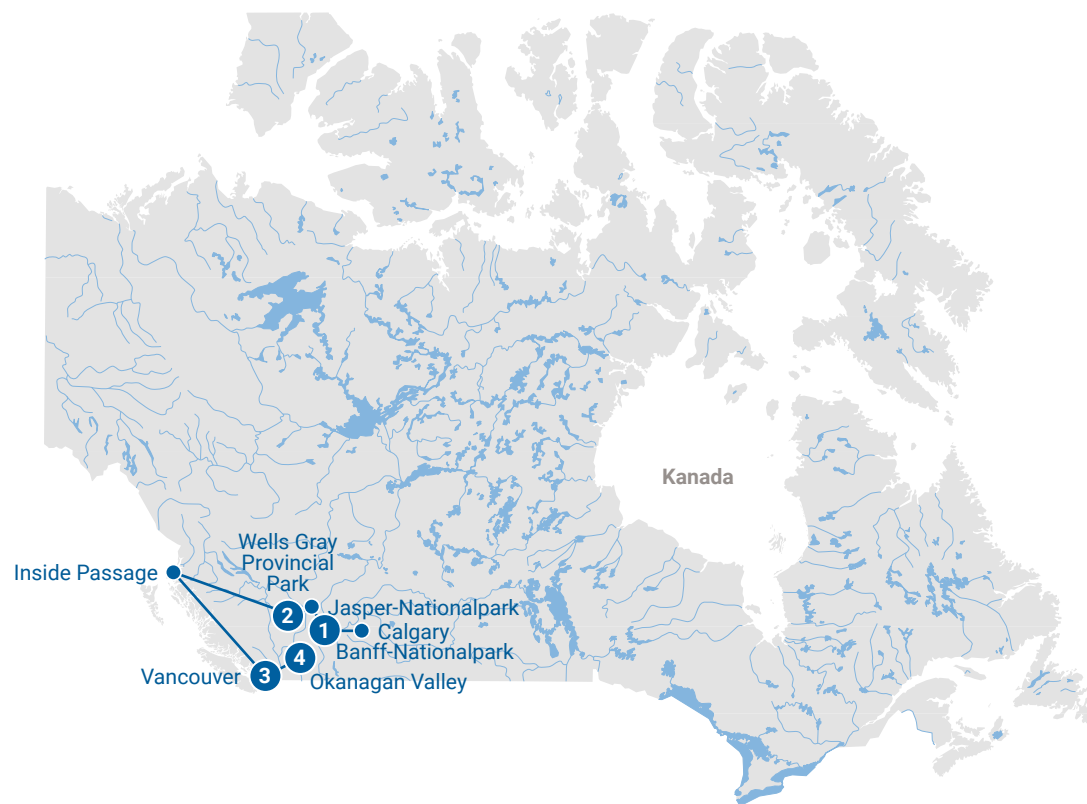 Kanada
Wells Gray
Provincial
Park
Inside Passage
Jasper-Nationalpark
2
1
Calgary
Banff-Nationalpark
4
Vancouver
3
Okanagan Valley